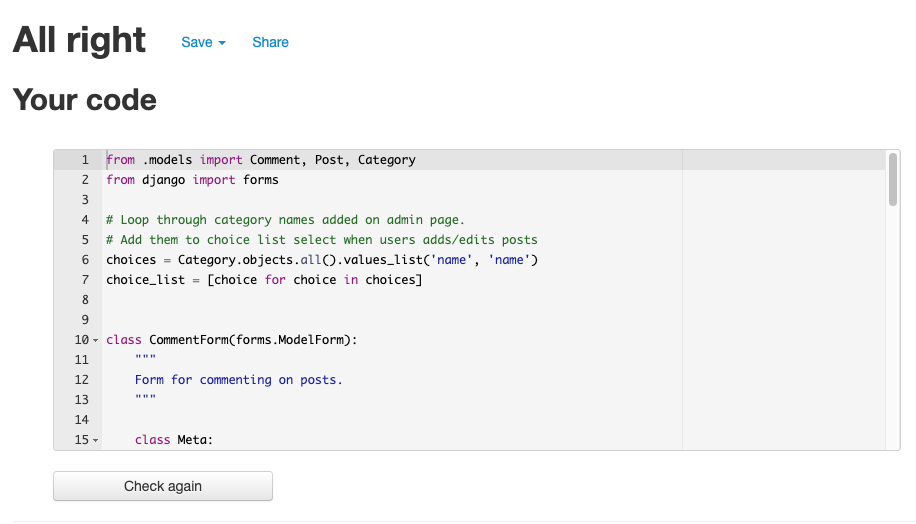 All right Save Share
Your code
1 from .models import Comment, Post, Category
2 from django import forms
3
4 # Loop through category names added on admin page.
5 # Add them to choice list select when users adds/edits posts
6 choices = Category.objects.all().values_list('name', 'name')
7 choice_list = [choice for choice in choices]
8
9
10 class CommentForm(forms.ModelForm):
11     """
12     Form for commenting on posts.
13     """
14
15     class Meta:
Check again